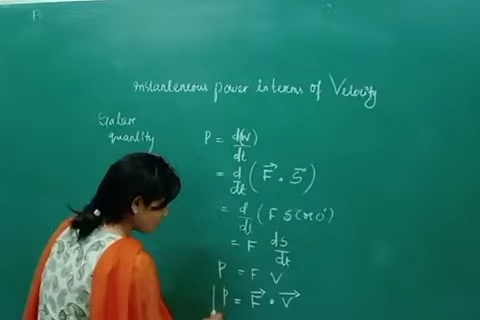 Instantaneous power in terms of Velocity
Scalar
quantity
P = d(W)/dt
= d/dt (F⃗ • S⃗)
= d/dt (F S Cos 0°)
= F ds/dt
P = F V
P = F⃗ • V⃗